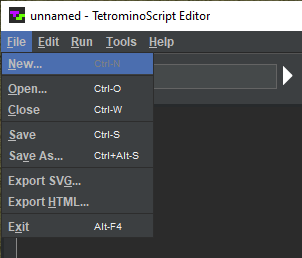 unnamed - TetrominoScript Editor
File Edit Run Tools Help
New... Ctrl-N
Open... Ctrl-O
Close Ctrl-W
Save Ctrl-S
Save As... Ctrl+Alt-S
Export SVG...
Export HTML...
Exit Alt-F4